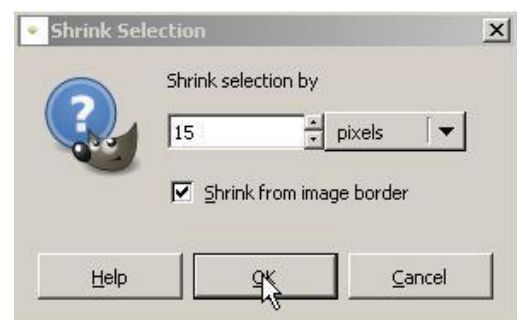 Shrink Selection
Shrink selection by
15 pixels
Shrink from image border
Help OK Cancel